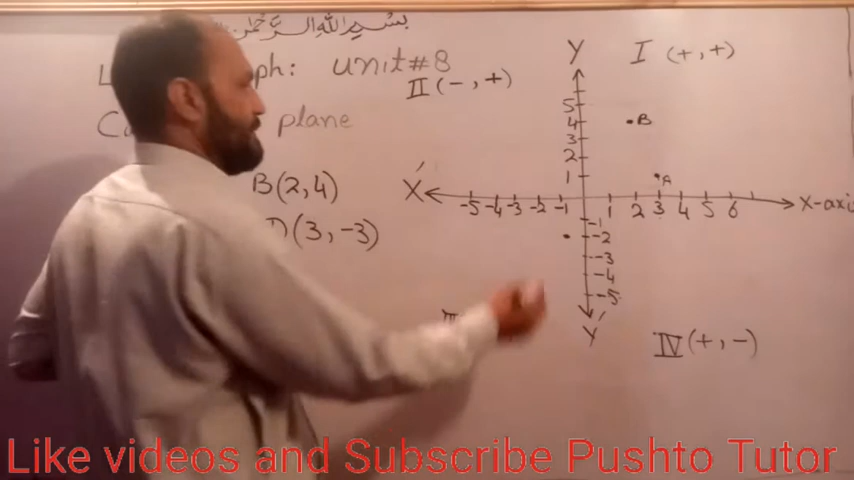 بسم الله الرحمن
ph: unit#8
plane
B(2,4)
D(3,-3)
Y
I (+,+)
II (-,+)
5
4
3
2
1
B
A
X'
-5 -4 -3 -2 -1
1 2 3 4 5 6
X-axi
-1
-2
-3
-4
-5
Y'
IV (+,-)
Like videos and Subscribe Pushto Tutor